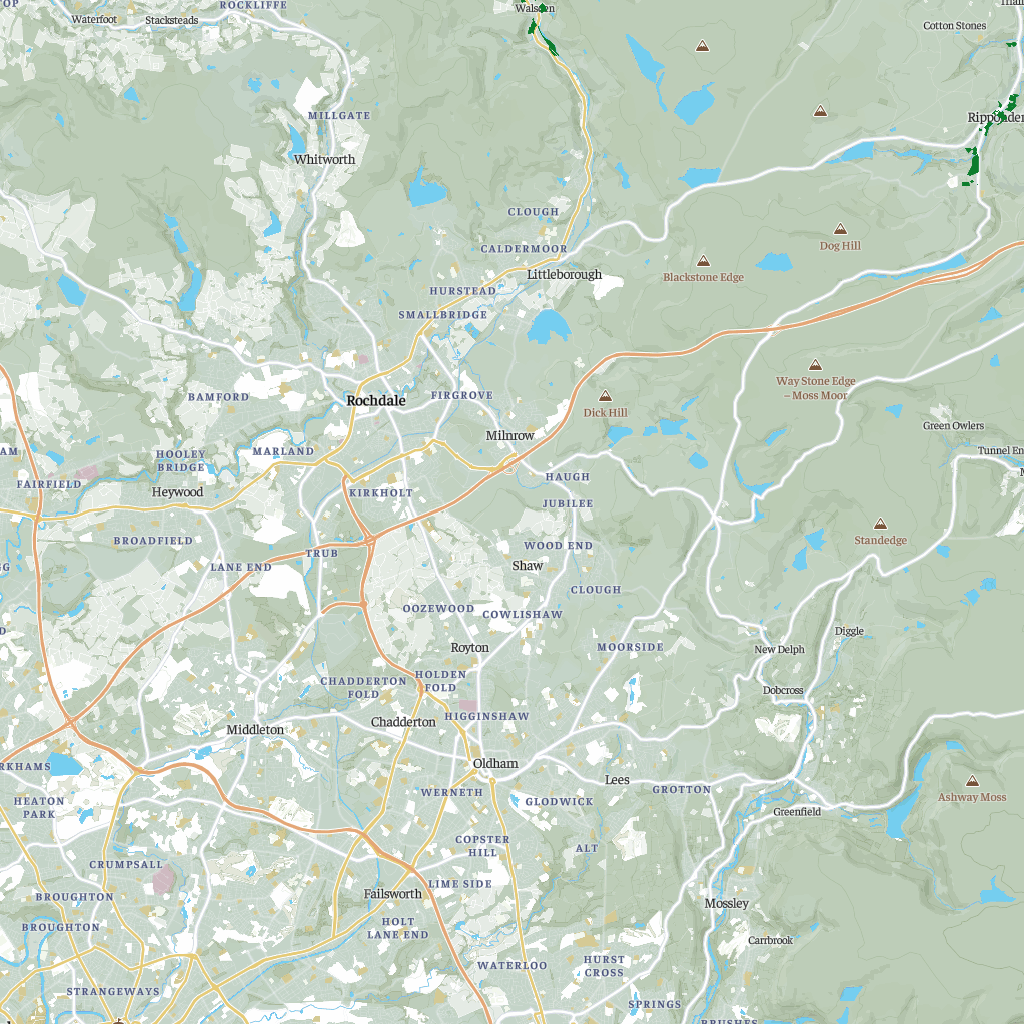 ROCKLIFFE
Waterfoot
Stacksteads
Cotton Stones
MILLGATE
Whitworth
CLOUGH
CALDERMOOR
Littleborough
Dog Hill
Blackstone Edge
HURSTEAD
SMALLBRIDGE
Way Stone Edge
– Moss Moor
BAMFORD
Rochdale
FIRGROVE
Dick Hill
Green Owlers
Milnrow
HOOLEY
BRIDGE
MARLAND
FAIRFIELD
Heywood
KIRKHOLT
HAUGH
JUBILEE
Standedge
BROADFIELD
TRUB
LANE END
WOOD END
Shaw
CLOUGH
OOZEWOOD
COWLISHAW
Royton
MOORSIDE
Diggle
New Delph
CHADDERTON
FOLD
HOLDEN
FOLD
Dobcross
Middleton
Chadderton
HIGGINSHAW
Oldham
Lees
GROTTON
WERNETH
GLODWICK
HEATON
PARK
Ashway Moss
Greenfield
COPSTER
HILL
ALT
CRUMPSALL
LIME SIDE
BROUGHTON
Failsworth
Mossley
BROUGHTON
HOLT
LANE END
Carrbrook
WATERLOO
HURST
CROSS
STRANGEWAYS
SPRINGS
BRUSHES